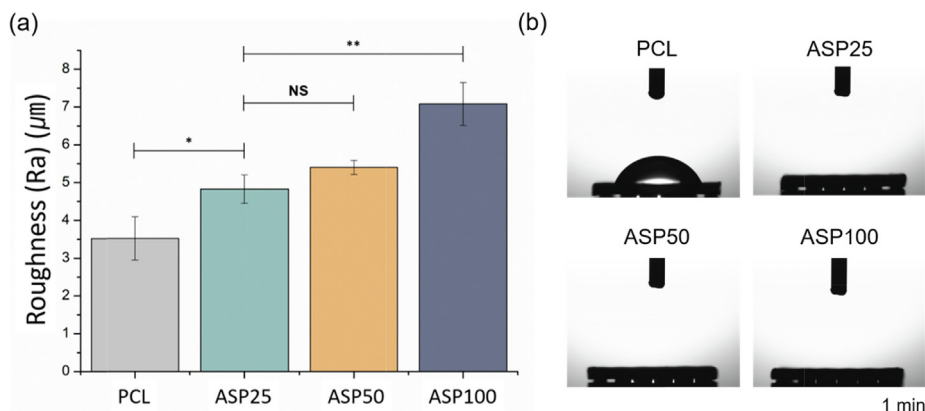 (a)
Roughness (Ra) (μm)
8
7
6
5
4
3
2
1
0
*
NS
**
PCL
ASP25
ASP50
ASP100
(b)
PCL
ASP25
ASP50
ASP100
1 min